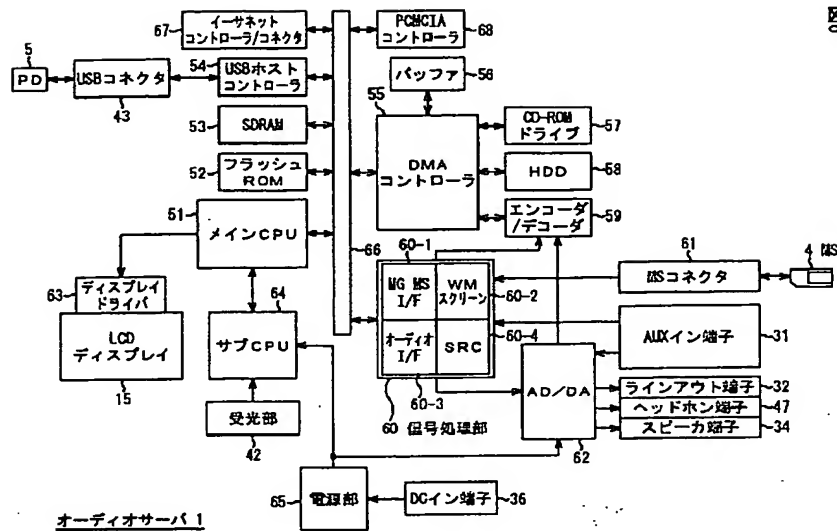 67
イーサネット
コントローラ/コネクタ
PCMCIA
コントローラ
68
5
PD
USBコネクタ
43
54
USBホスト
コントローラ
バッファ
56
55
53
SDRAM
DMA
コントローラ
CD-ROM
ドライブ
57
52
フラッシュ
ROM
HDD
58
エンコーダ
/デコーダ
59
51
メインCPU
66
60-1
MG MS
I/F
WM
スクリーン
60-2
61
MSコネクタ
4 MS
63
ディスプレイ
ドライバ
LCD
ディスプレイ
15
64
サブCPU
オーディオ
I/F
SRC
60-4
60-3
60 信号処理部
AUXイン端子
31
AD/DA
62
ラインアウト端子
32
ヘッドホン端子
47
スピーカ端子
34
受光部
42
65
電源部
DCイン端子
36
オーディオサーバ 1